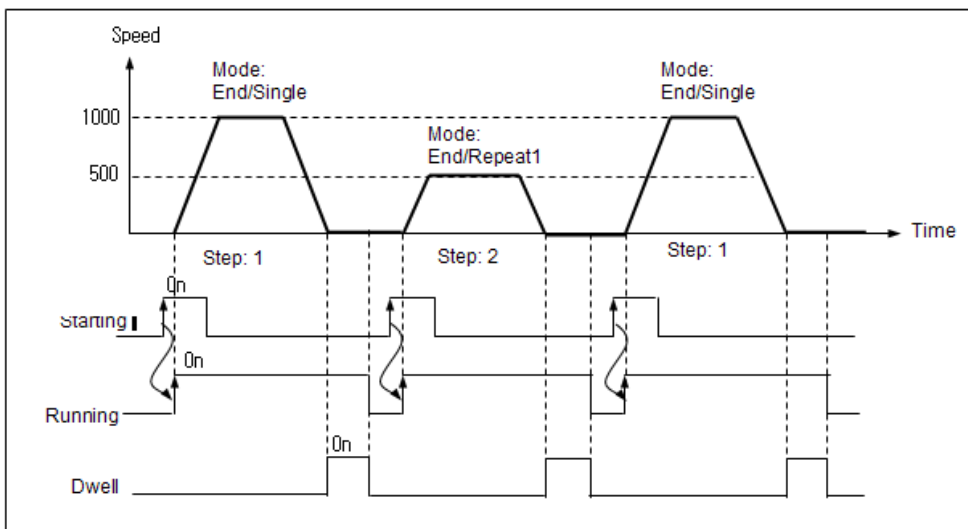 Speed
Mode:
End/Single
Mode:
End/Single
1000
Mode:
End/Repeat1
500
Time
Step: 1
Step: 2
Step: 1
On
Starting
On
Running
On
Dwell